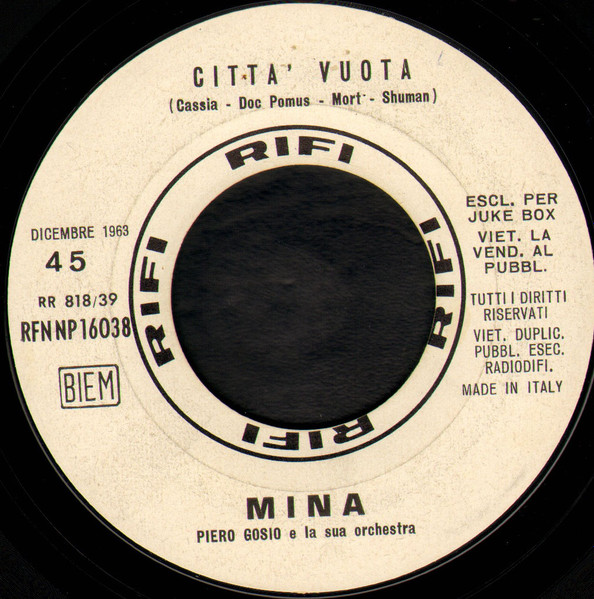 CITTA' VUOTA
(Cassia - Doc Pomus - Mort - Shuman)
RIFI
RIFI
RIFI
RIFI
DICEMBRE 1963
45
RR 818/39
RFN NP 16038
BIEM
ESCL. PER
JUKE BOX
VIET. LA
VEND. AL
PUBBL.
TUTTI I DIRITTI
RISERVATI
VIET. DUPLIC.
PUBBL. ESEC.
RADIODIFI.
MADE IN ITALY
MINA
PIERO GOSIO e la sua orchestra